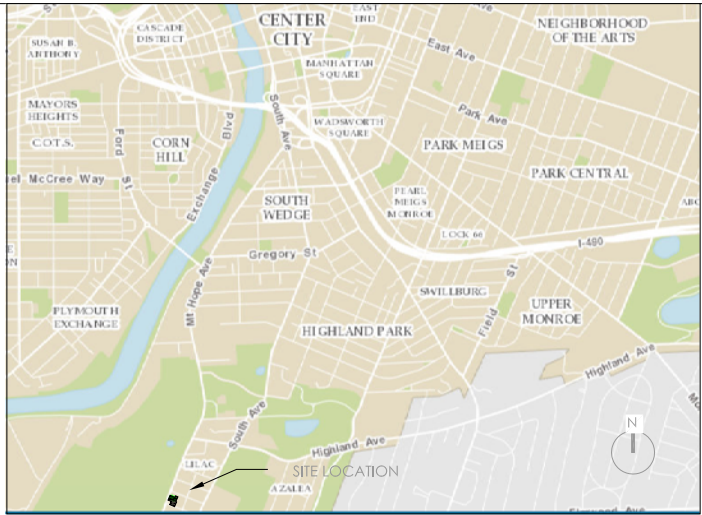 CENTER
CITY
EAST
END
NEIGHBORHOOD
OF THE ARTS
CASCADE
DISTRICT
SUSAN B.
ANTHONY
East Ave
MANHATTAN
SQUARE
MAYORS
HEIGHTS
South Ave
Park Ave
Blvd
WADSWORTH
SQUARE
C.O.T.S.
Ford St
CORN
HILL
PARK MEIGS
PARK CENTRAL
el McCree Way
Exchange
SOUTH
WEDGE
PEARL
MEIGS
MONROE
LOCK 66
I-490
Gregory St
Mt Hope Ave
SWILLBURG
Field St
UPPER
MONROE
PLYMOUTH
EXCHANGE
HIGHLAND PARK
Highland Ave
South Ave
Highland Ave
N
LILAC
SITE LOCATION
AZALEA